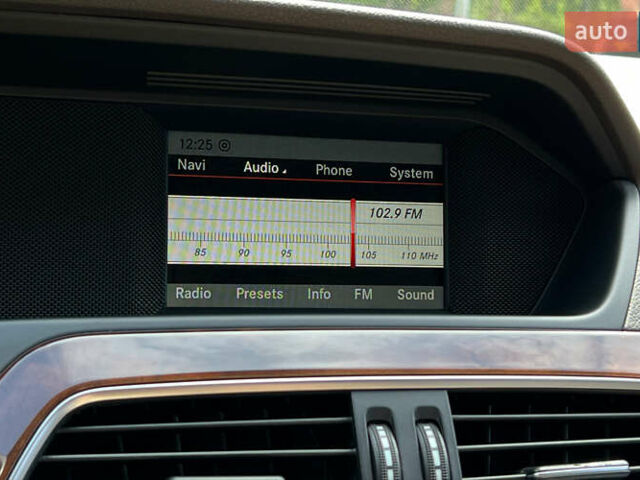 auto
12:25
Navi Audio Phone System
102.9 FM
85 90 95 100 105 110 MHz
Radio Presets Info FM Sound